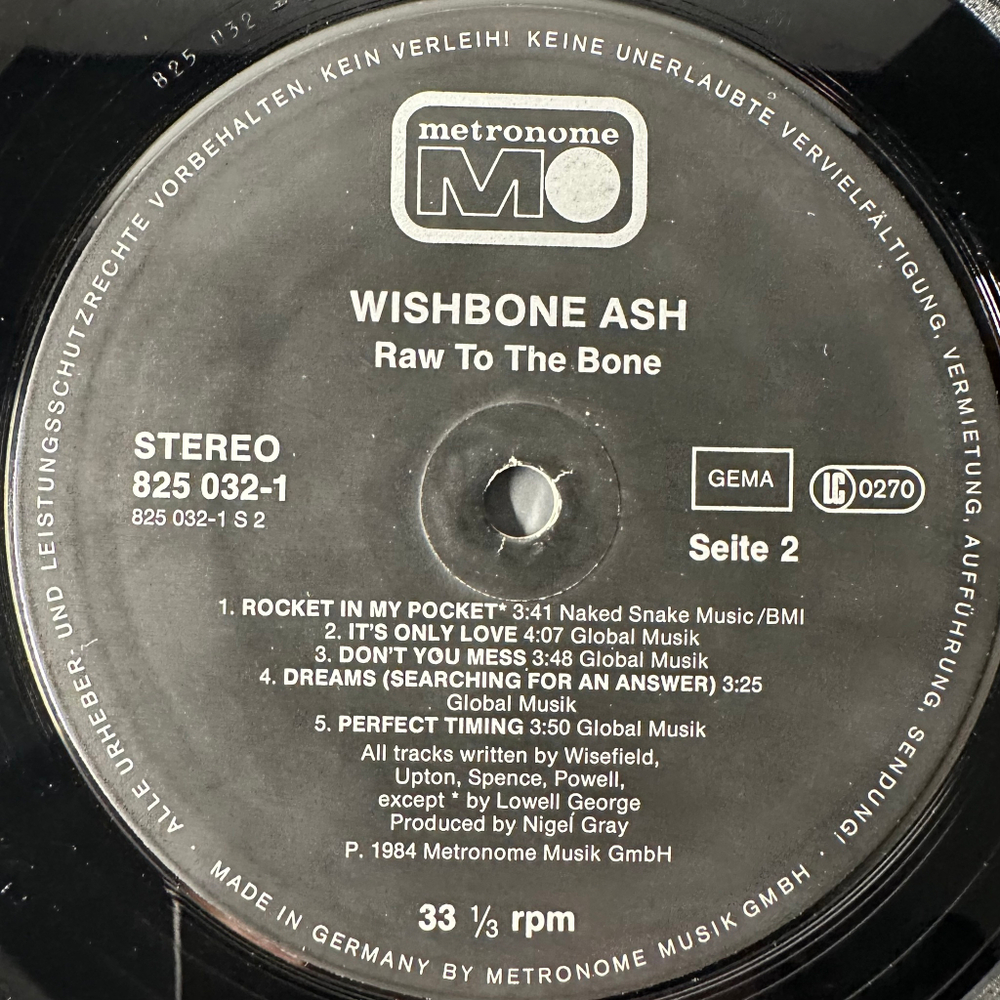 825 032
ALLE URHEBER- UND LEISTUNGSSCHUTZRECHTE VORBEHALTEN. KEIN VERLEIH! KEINE UNERLAUBTE VERVIELFÄLTIGUNG, VERMIETUNG, AUFFÜHRUNG, SENDUNG!
metronome
MO
WISHBONE ASH
Raw To The Bone
STEREO
825 032-1
825 032-1 S 2
GEMA
LC 0270
Seite 2
1. ROCKET IN MY POCKET* 3:41 Naked Snake Music/BMI
2. IT'S ONLY LOVE 4:07 Global Musik
3. DON'T YOU MESS 3:48 Global Musik
4. DREAMS (SEARCHING FOR AN ANSWER) 3:25
Global Musik
5. PERFECT TIMING 3:50 Global Musik
All tracks written by Wisefield,
Upton, Spence, Powell,
except * by Lowell George
Produced by Nigel Gray
P. 1984 Metronome Musik GmbH
33 ⅓ rpm
· MADE IN GERMANY BY METRONOME MUSIK GMBH ·